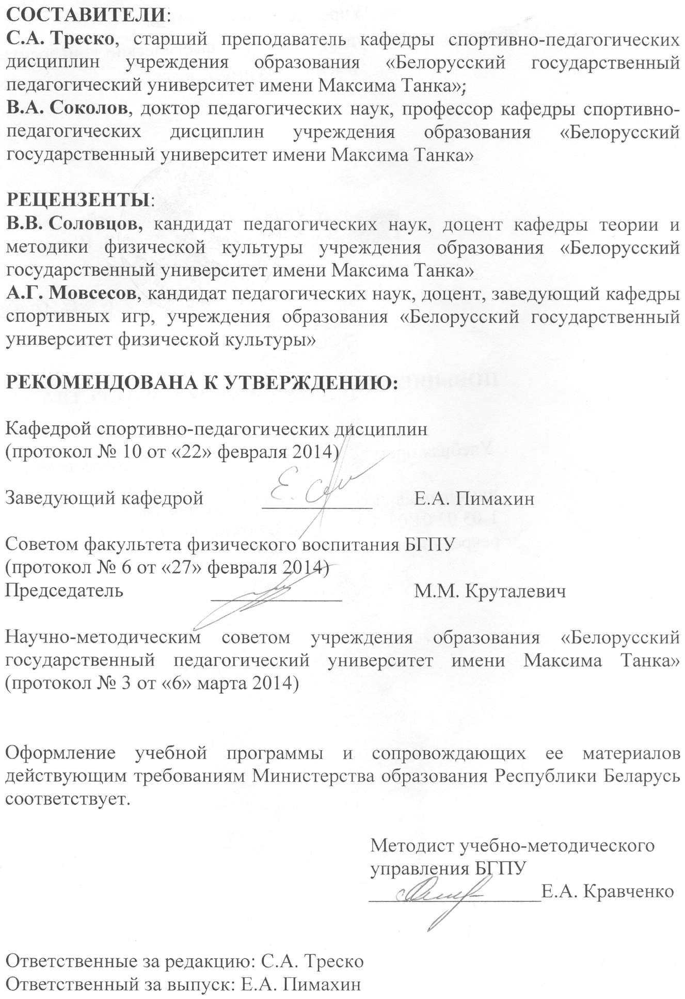 СОСТАВИТЕЛИ:
С.А. Треско, старший преподаватель кафедры спортивно-педагогических
дисциплин учреждения образования «Белорусский государственный
педагогический университет имени Максима Танка»;
В.А. Соколов, доктор педагогических наук, профессор кафедры спортивно-
педагогических дисциплин учреждения образования «Белорусский
государственный университет имени Максима Танка»
РЕЦЕНЗЕНТЫ:
В.В. Соловцов, кандидат педагогических наук, доцент кафедры теории и
методики физической культуры учреждения образования «Белорусский
государственный университет имени Максима Танка»
А.Г. Мовсесов, кандидат педагогических наук, доцент, заведующий кафедры
спортивных игр, учреждения образования «Белорусский государственный
университет физической культуры»
РЕКОМЕНДОВАНА К УТВЕРЖДЕНИЮ:
Кафедрой спортивно-педагогических дисциплин
(протокол № 10 от «22» февраля 2014)
Заведующий кафедрой Е.А. Пимахин
Советом факультета физического воспитания БГПУ
(протокол № 6 от «27» февраля 2014)
Председатель М.М. Круталевич
Научно-методическим советом учреждения образования «Белорусский
государственный педагогический университет имени Максима Танка»
(протокол № 3 от «6» марта 2014)
Оформление учебной программы и сопровождающих ее материалов
действующим требованиям Министерства образования Республики Беларусь
соответствует.
Методист учебно-методического
управления БГПУ
Е.А. Кравченко
Ответственные за редакцию: С.А. Треско
Ответственный за выпуск: Е.А. Пимахин